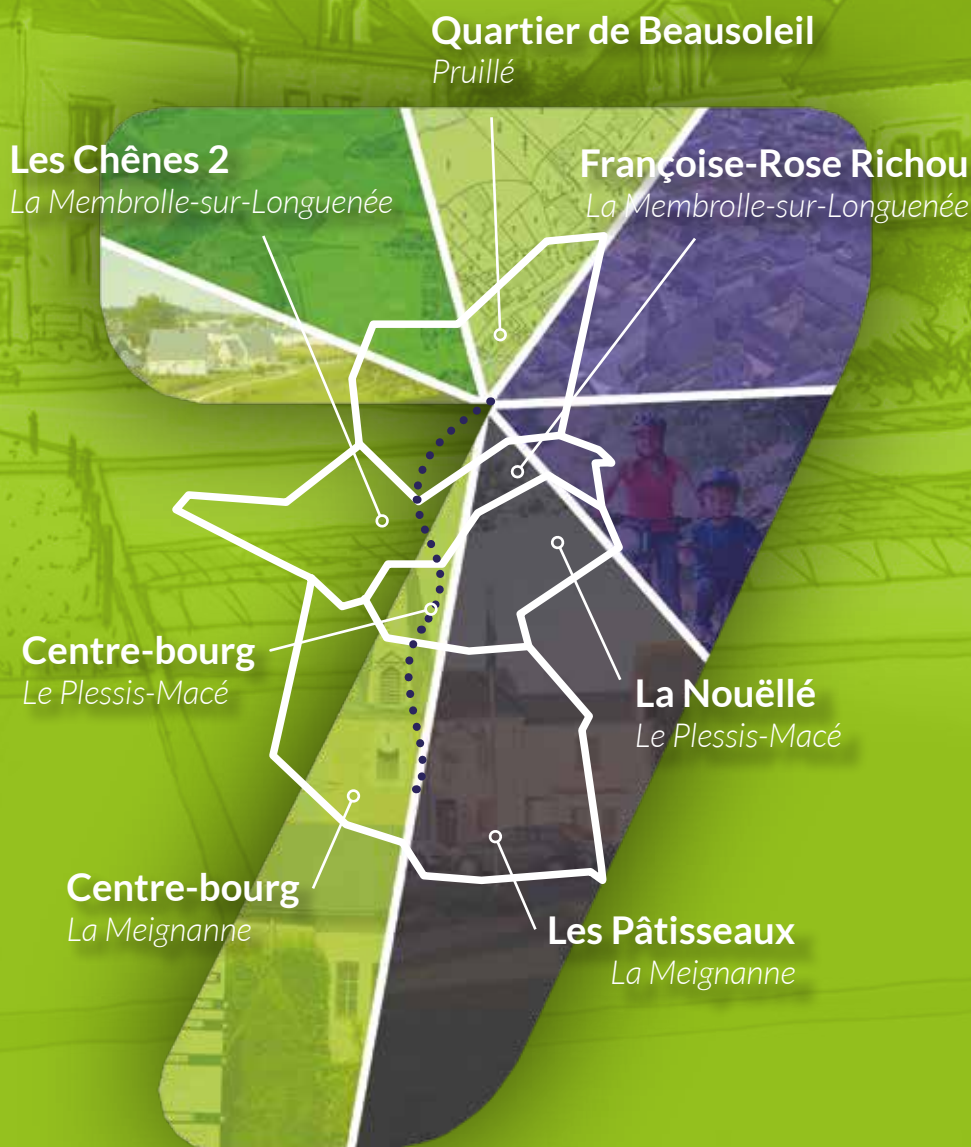 Quartier de Beausoleil
Pruillé
Les Chênes 2
La Membrolle-sur-Longuenée
Françoise-Rose Richou
La Membrolle-sur-Longuenée
Centre-bourg
Le Plessis-Macé
La Nouëllé
Le Plessis-Macé
Centre-bourg
La Meignanne
Les Pâtisseaux
La Meignanne